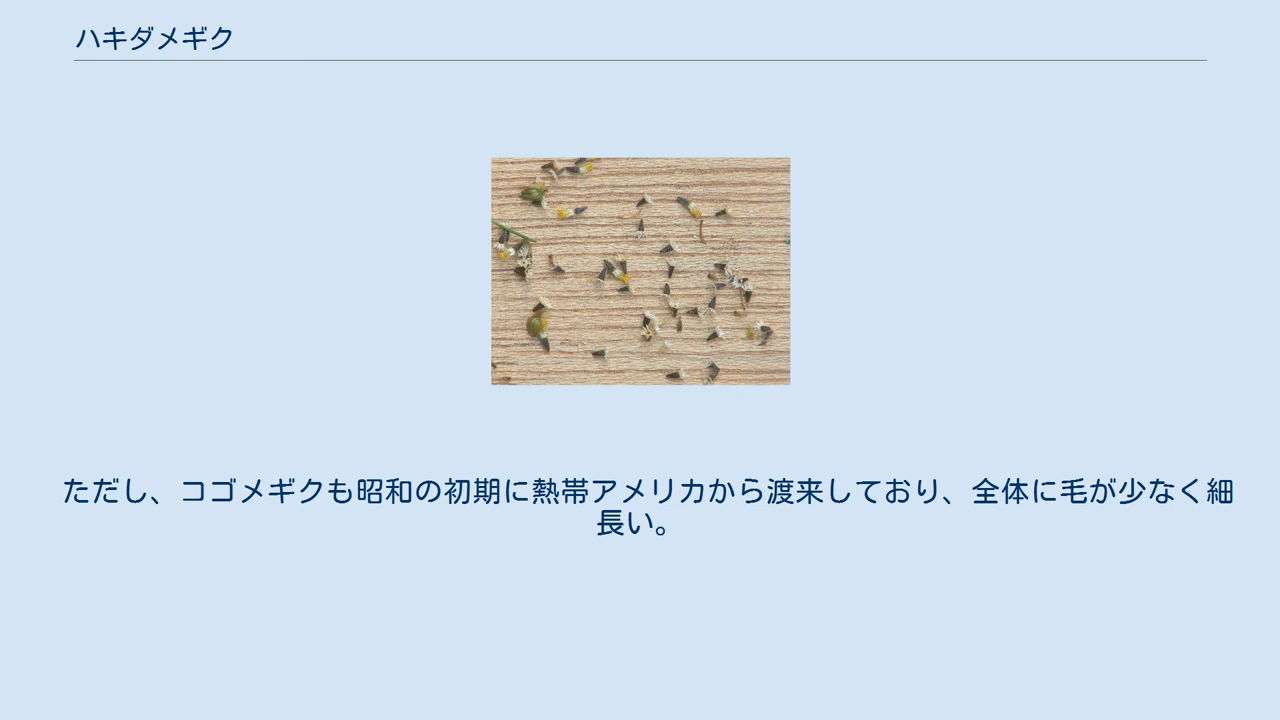 ハキダメギク
ただし、コゴメギクも昭和の初期に熱帯アメリカから渡来しており、全体に毛が少なく細
長い。